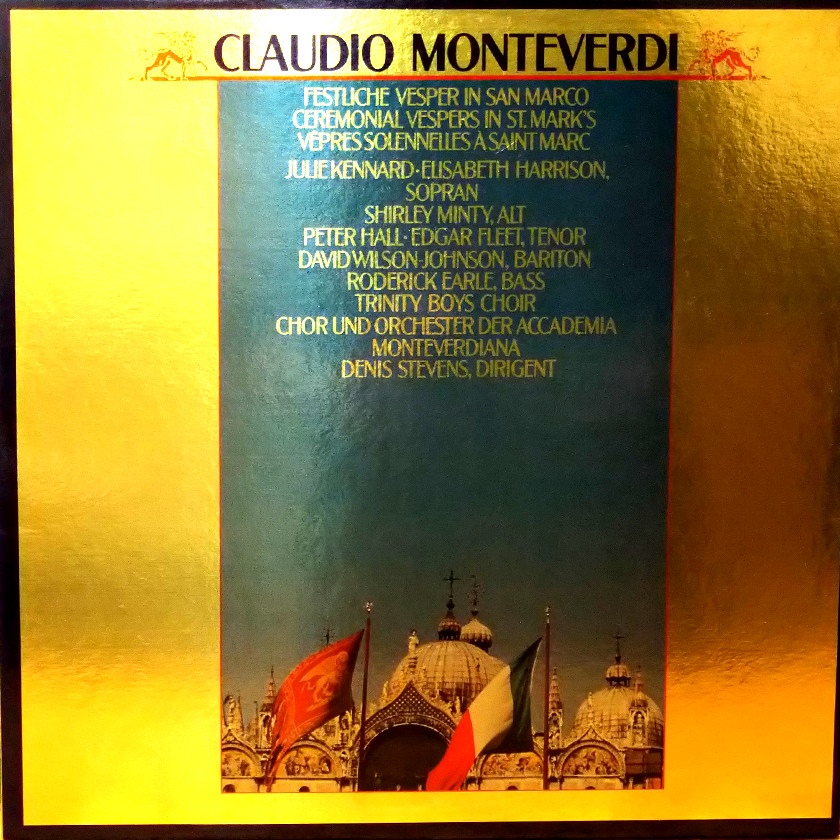 CLAUDIO MONTEVERDI
FESTLICHE VESPER IN SAN MARCO
CEREMONIAL VESPERS IN ST. MARK'S
VÊPRES SOLENNELLES À SAINT MARC
JULIE KENNARD·ELISABETH HARRISON,
SOPRAN
SHIRLEY MINTY, ALT
PETER HALL·EDGAR FLEET, TENOR
DAVID WILSON-JOHNSON, BARITON
RODERICK EARLE, BASS
TRINITY BOYS CHOIR
CHOR UND ORCHESTER DER ACCADEMIA
MONTEVERDIANA
DENIS STEVENS, DIRIGENT